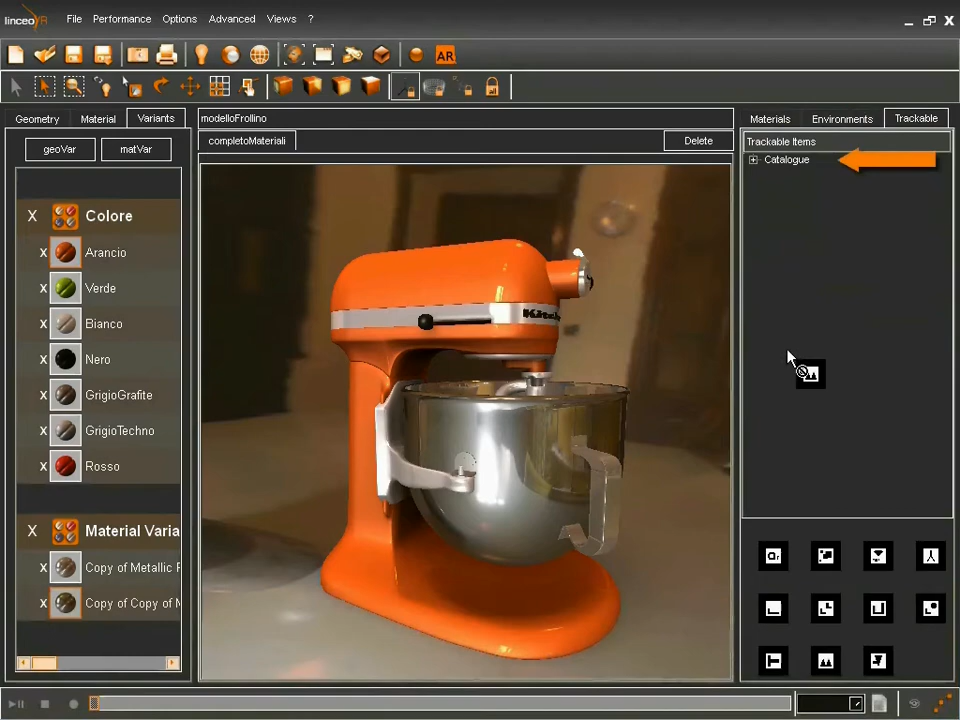 linceoVR
File Performance Options Advanced Views ?
AR
Geometry Material Variants
modelloFrollino
Materials Environments Trackable
geoVar matVar
completoMateriali
Delete
Trackable Items
Catalogue
X Colore
X Arancio
X Verde
X Bianco
X Nero
X GrigioGrafite
X GrigioTechno
X Rosso
X Material Varia
X Copy of Metallic F
X Copy of Copy of M